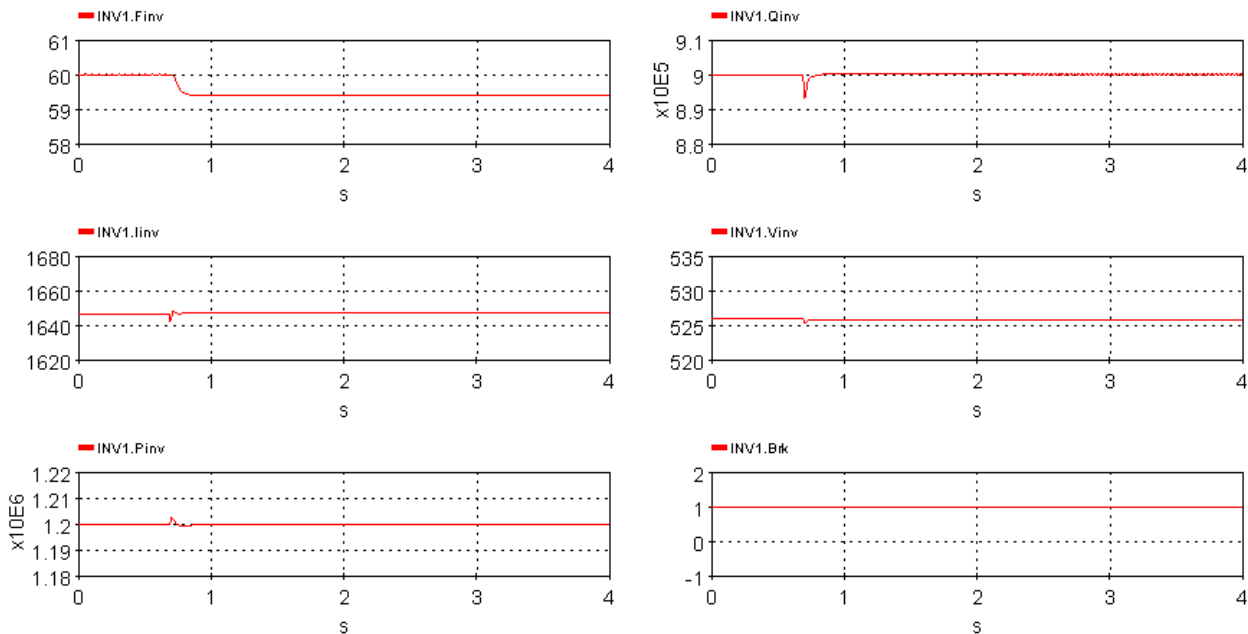 INV1.Finv
61
60
59
58
0 1 2 3 4
s
INV1.Qinv
x10E5
9.1
9
8.9
8.8
0 1 2 3 4
s
INV1.Iinv
1680
1660
1640
1620
0 1 2 3 4
s
INV1.Vinv
535
530
525
520
0 1 2 3 4
s
INV1.Pinv
x10E6
1.22
1.21
1.2
1.19
1.18
0 1 2 3 4
s
INV1.Brk
2
1
0
-1
0 1 2 3 4
s